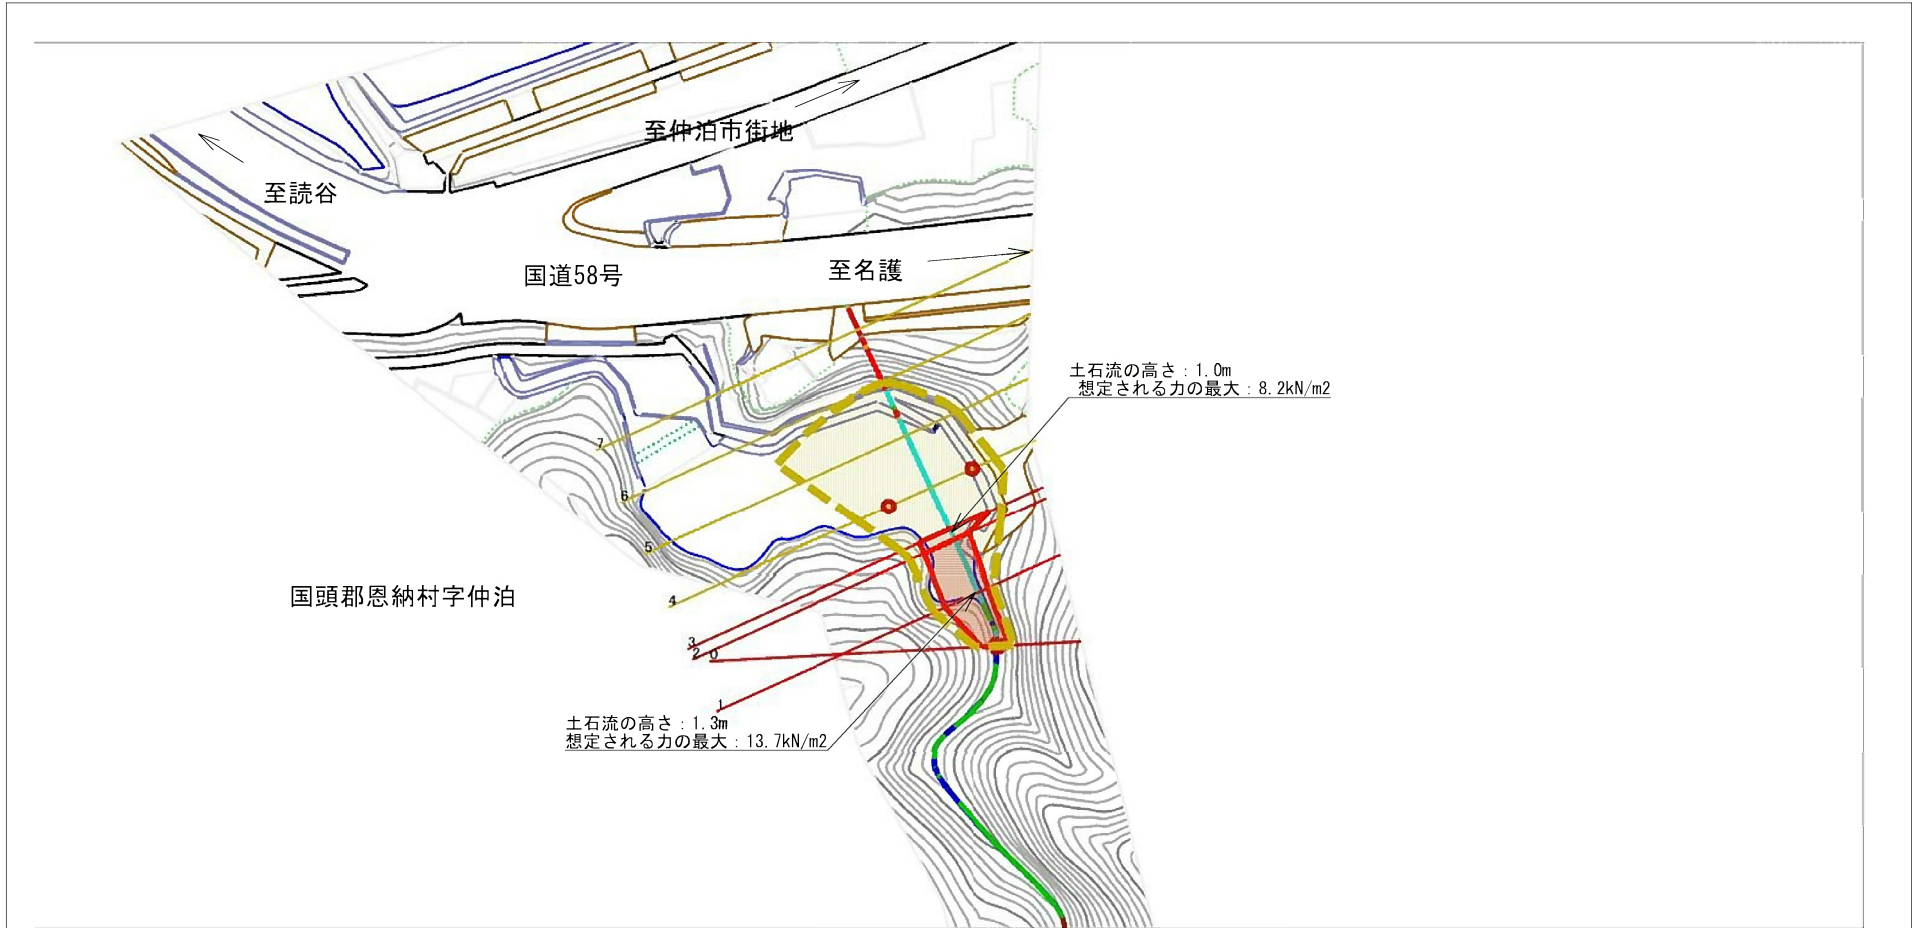 至仲泊市街地
至読谷
国道58号
至名護
土石流の高さ：1.0m
想定される力の最大：8.2kN/m2
7
6
5
4
3
2
0
1
国頭郡恩納村字仲泊
土石流の高さ：1.3m
想定される力の最大：13.7kN/m2